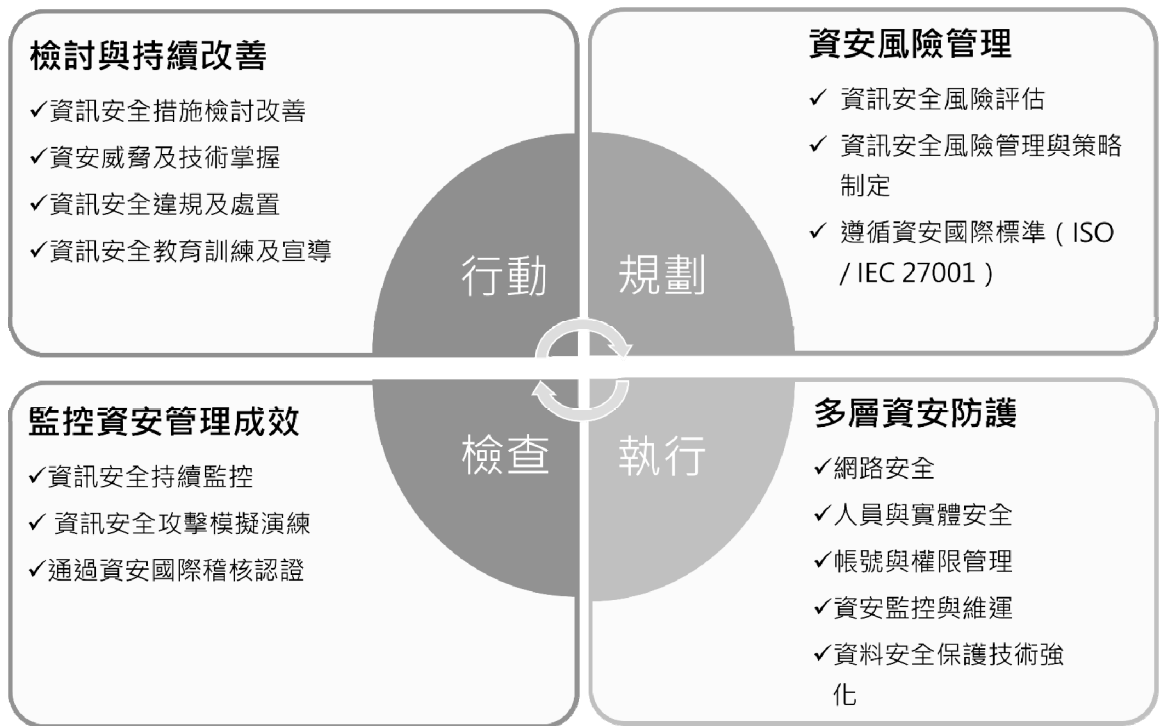 檢討與持續改善
✓資訊安全措施檢討改善
✓資安威脅及技術掌握
✓資訊安全違規及處置
✓資訊安全教育訓練及宣導
行動
資安風險管理
✓ 資訊安全風險評估
✓ 資訊安全風險管理與策略
制定
✓ 遵循資安國際標準 ( ISO
/ IEC 27001 )
規劃
監控資安管理成效
✓資訊安全持續監控
✓ 資訊安全攻擊模擬演練
✓通過資安國際稽核認證
檢查
多層資安防護
✓網路安全
✓人員與實體安全
✓帳號與權限管理
✓資安監控與維運
✓資料安全保護技術強
化
執行